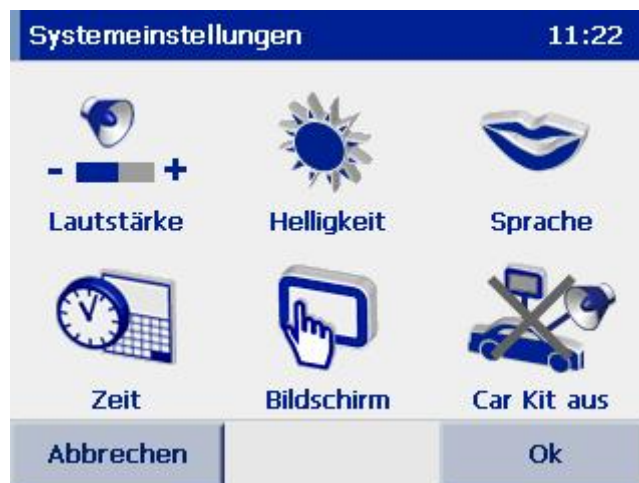 Systemeinstellungen 11:22
- +
Lautstärke Helligkeit Sprache
Zeit Bildschirm Car Kit aus
Abbrechen Ok